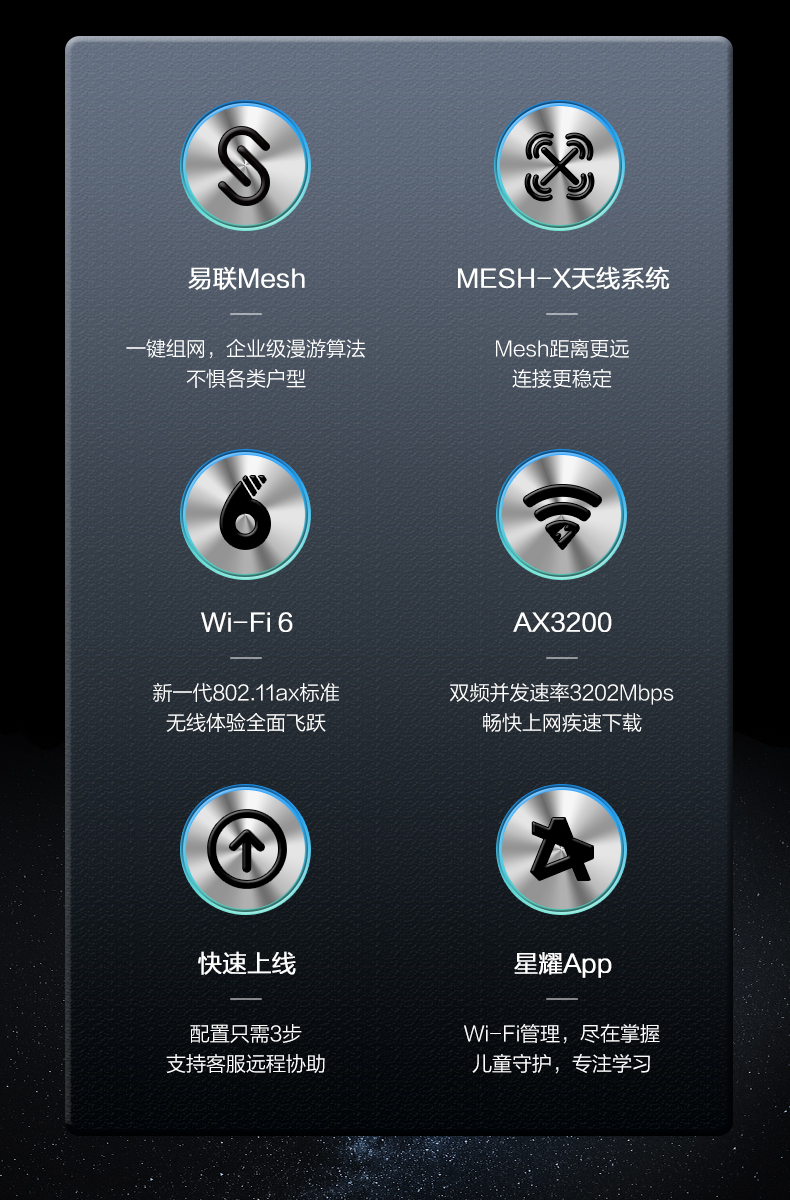 易联Mesh
一键组网，企业级漫游算法
不惧各类户型
MESH-X天线系统
Mesh距离更远
连接更稳定
Wi-Fi 6
新一代802.11ax标准
无线体验全面飞跃
AX3200
双频并发速率3202Mbps
畅快上网疾速下载
快速上线
配置只需3步
支持客服远程协助
星耀App
Wi-Fi管理，尽在掌握
儿童守护，专注学习